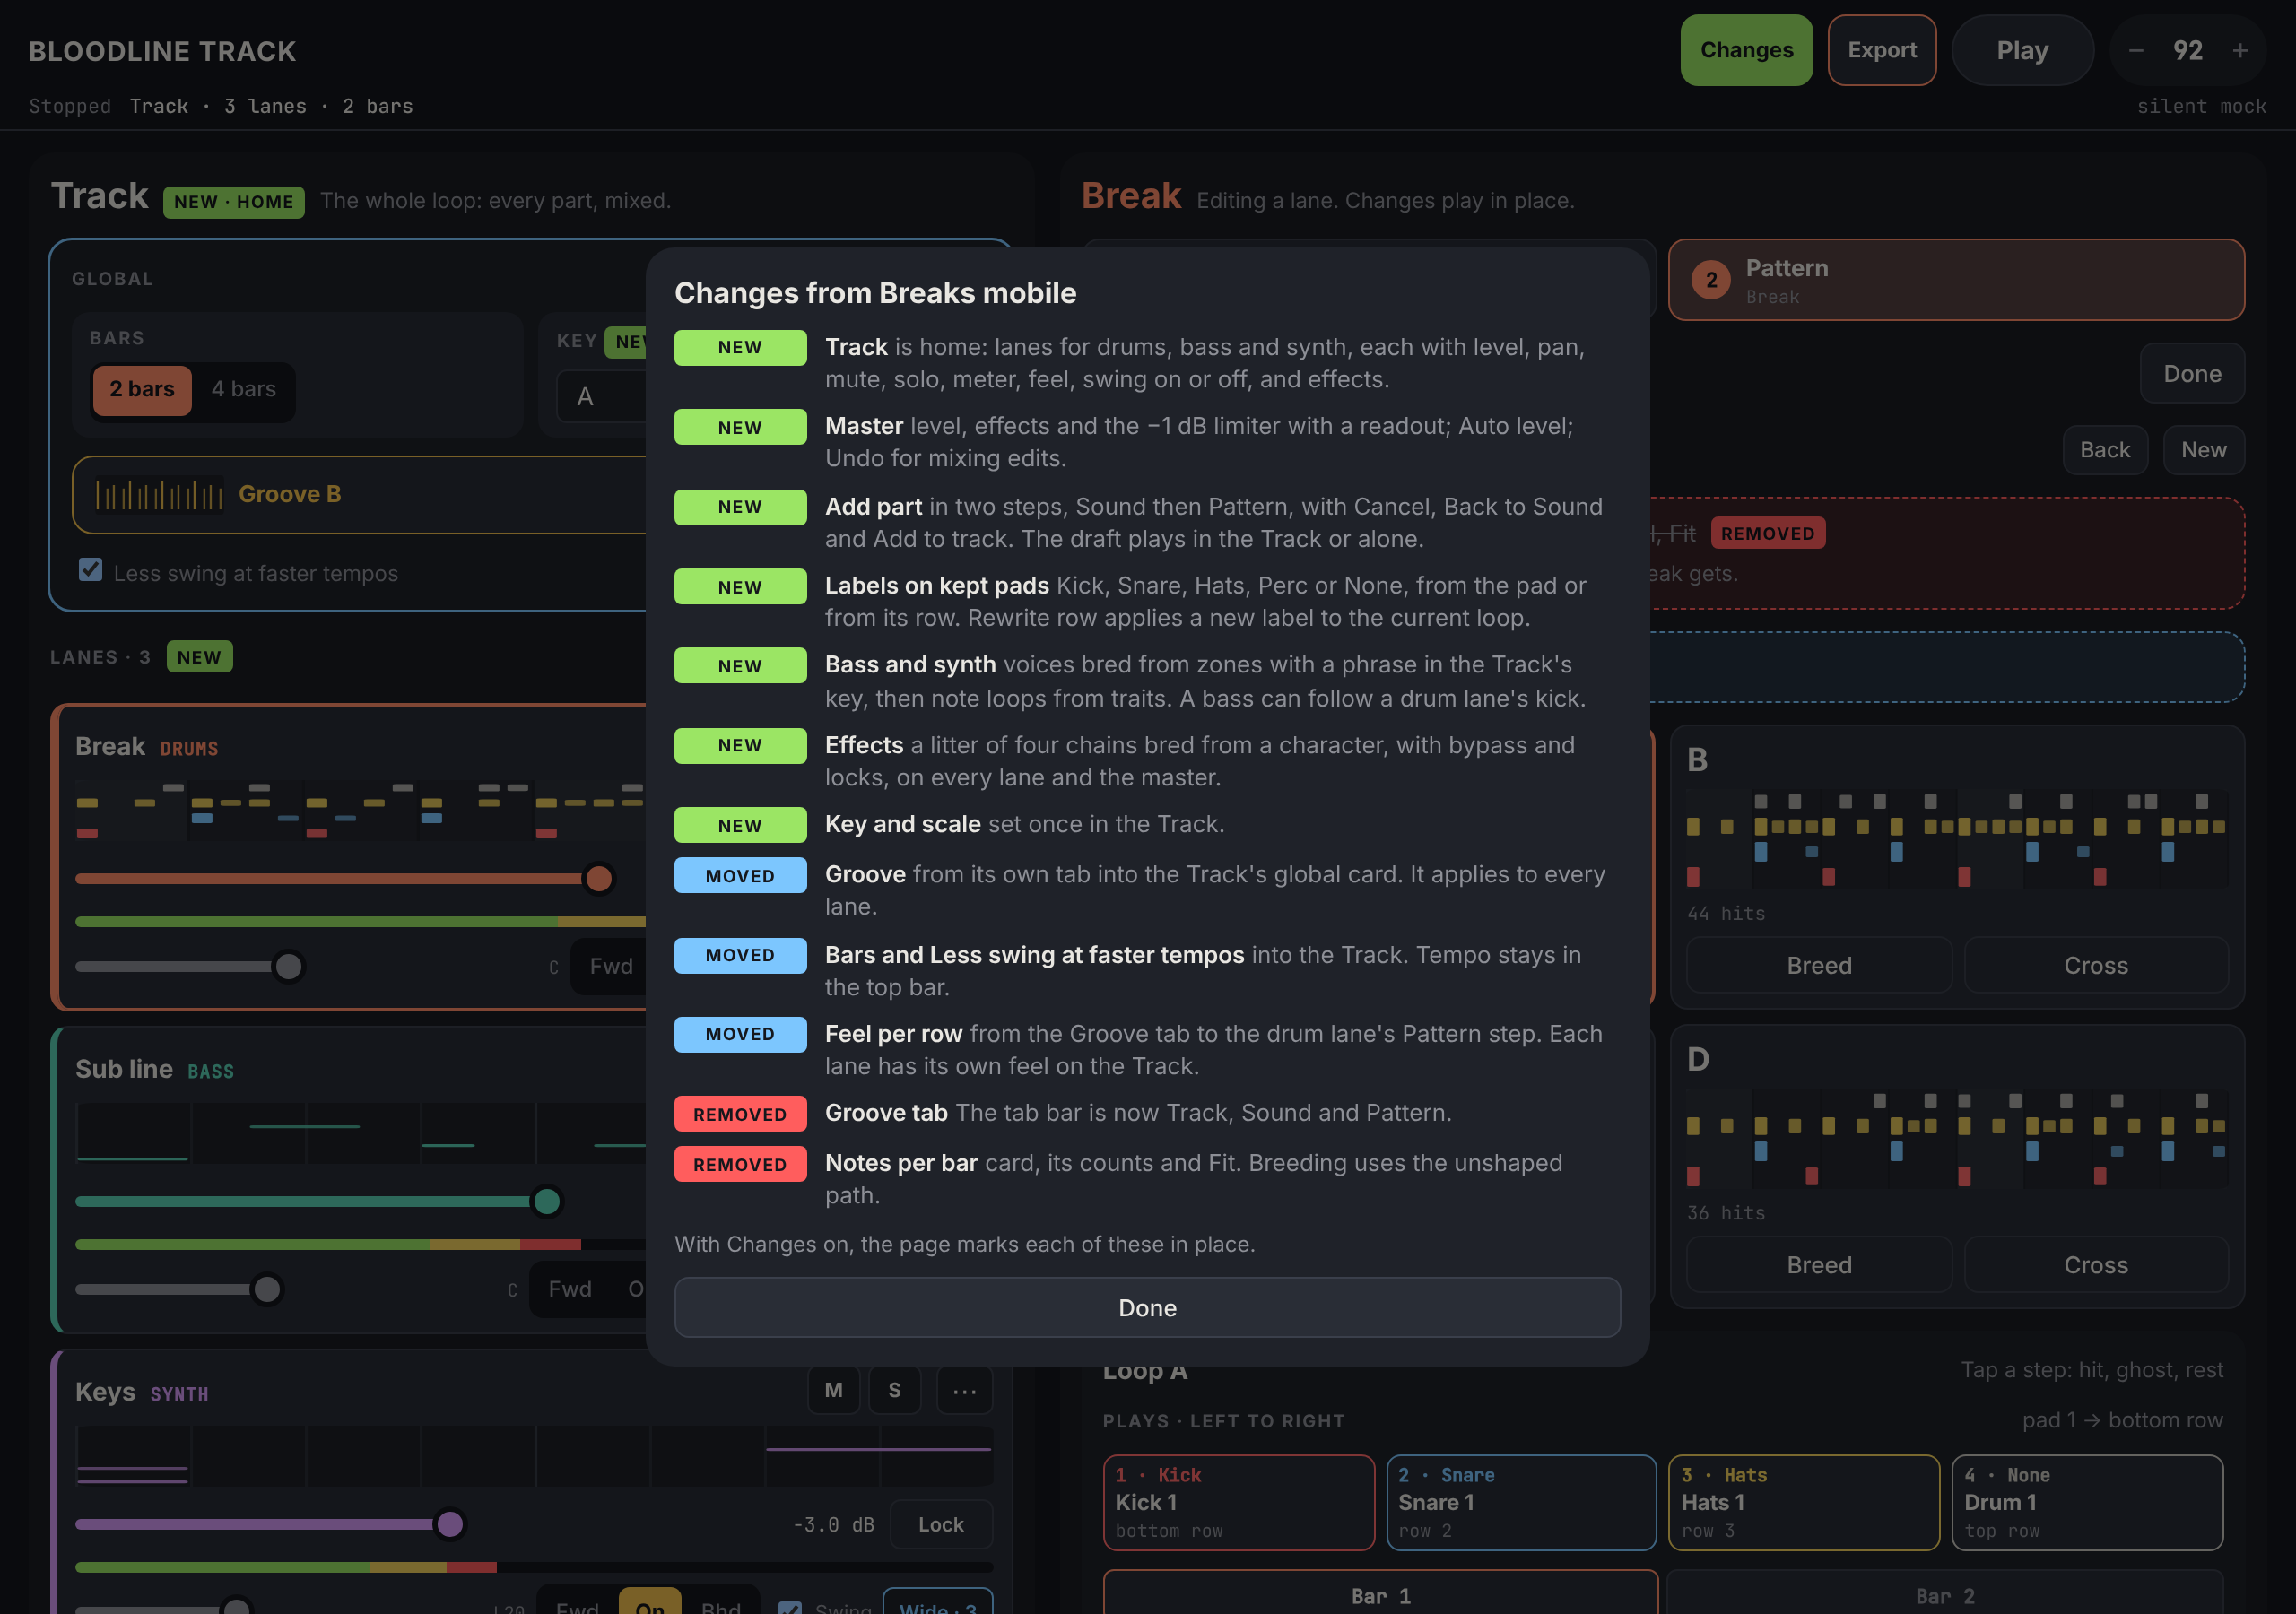 BLOODLINE TRACK
Changes
Export
Play
− 92 +
Stopped Track · 3 lanes · 2 bars
silent mock
Track NEW · HOME The whole loop: every part, mixed.
GLOBAL
BARS
2 bars 4 bars
KEY
A
Groove B
Less swing at faster tempos
LANES · 3 NEW
Break DRUMS
C Fwd
Sub line BASS
C Fwd
Keys SYNTH
M S ...
-3.0 dB Lock
Fwd On Bhd Swing Wide · 3
Break Editing a lane. Changes play in place.
2 Pattern
Break
Done
Back New
Fit REMOVED
gets.
B
44 hits
Breed Cross
D
36 hits
Breed Cross
Changes from Breaks mobile
NEW Track is home: lanes for drums, bass and synth, each with level, pan,
mute, solo, meter, feel, swing on or off, and effects.
NEW Master level, effects and the −1 dB limiter with a readout; Auto level;
Undo for mixing edits.
NEW Add part in two steps, Sound then Pattern, with Cancel, Back to Sound
and Add to track. The draft plays in the Track or alone.
NEW Labels on kept pads Kick, Snare, Hats, Perc or None, from the pad or
from its row. Rewrite row applies a new label to the current loop.
NEW Bass and synth voices bred from zones with a phrase in the Track's
key, then note loops from traits. A bass can follow a drum lane's kick.
NEW Effects a litter of four chains bred from a character, with bypass and
locks, on every lane and the master.
NEW Key and scale set once in the Track.
MOVED Groove from its own tab into the Track's global card. It applies to every
lane.
MOVED Bars and Less swing at faster tempos into the Track. Tempo stays in
the top bar.
MOVED Feel per row from the Groove tab to the drum lane's Pattern step. Each
lane has its own feel on the Track.
REMOVED Groove tab The tab bar is now Track, Sound and Pattern.
REMOVED Notes per bar card, its counts and Fit. Breeding uses the unshaped
path.
With Changes on, the page marks each of these in place.
Done
Loop A
Tap a step: hit, ghost, rest
PLAYS · LEFT TO RIGHT
pad 1 → bottom row
1 · Kick
Kick 1
bottom row
2 · Snare
Snare 1
row 2
3 · Hats
Hats 1
row 3
4 · None
Drum 1
top row
Bar 1
Bar 2